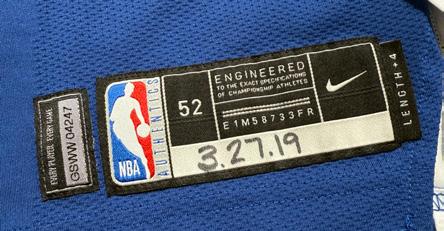 EVERY PLAYER EVERY GAME
GSWW 04247
NBA
AUTHENTICS
52
ENGINEERED
TO THE EXACT SPECIFICATIONS
OF CHAMPIONSHIP ATHLETES
E1M58733FR
3.27.19
LENGTH +4